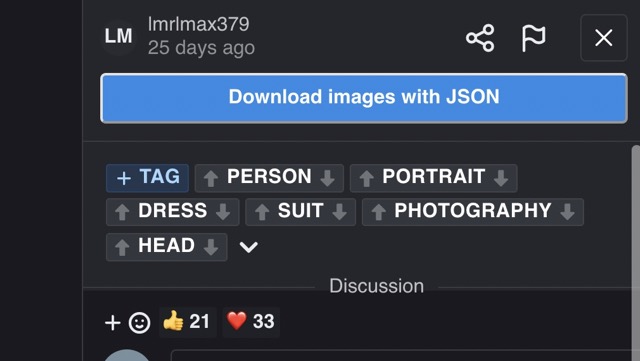 LM lmrlmax379
25 days ago
Download images with JSON
+ TAG PERSON PORTRAIT
DRESS SUIT PHOTOGRAPHY
HEAD
Discussion
21 33